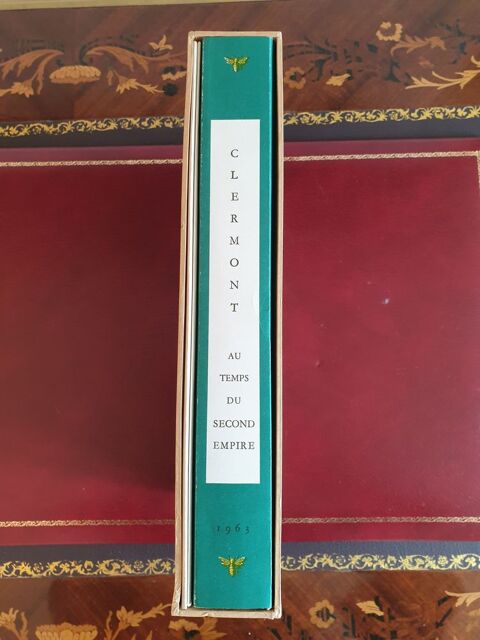 CLERMONT
AU
TEMPS
DU
SECOND
EMPIRE
1963